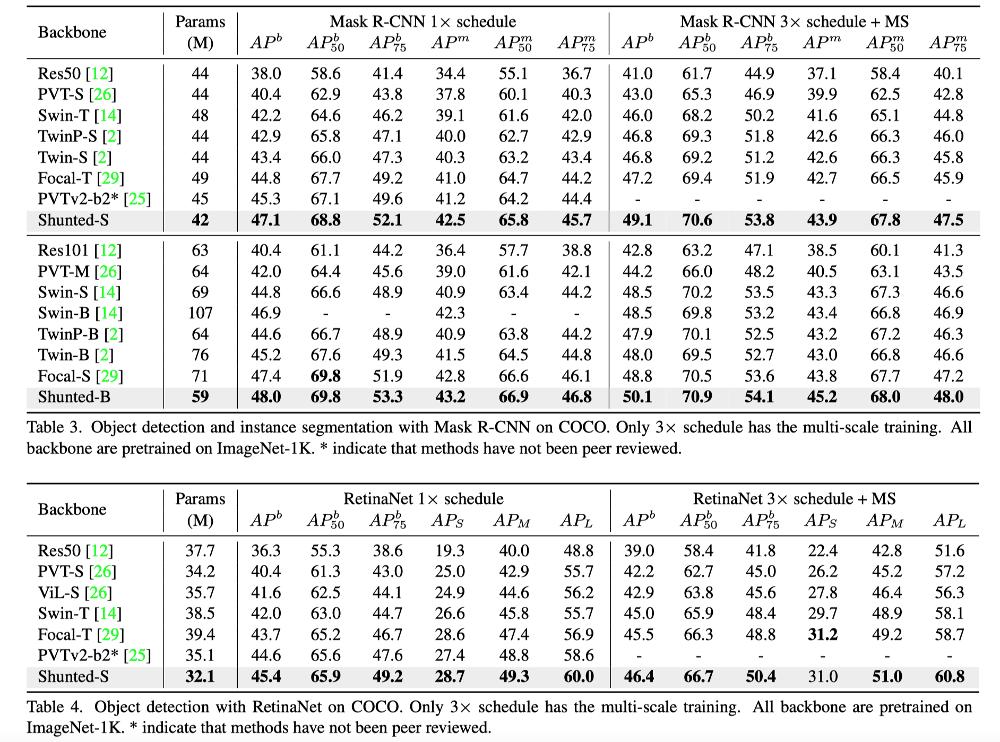 Backbone Params (M) Mask R-CNN 1× schedule Mask R-CNN 3× schedule + MS
AP^b AP^b_50 AP^b_75 AP^m AP^m_50 AP^m_75 AP^b AP^b_50 AP^b_75 AP^m AP^m_50 AP^m_75
Res50 [12] 44 38.0 58.6 41.4 34.4 55.1 36.7 41.0 61.7 44.9 37.1 58.4 40.1
PVT-S [26] 44 40.4 62.9 43.8 37.8 60.1 40.3 43.0 65.3 46.9 39.9 62.5 42.8
Swin-T [14] 48 42.2 64.6 46.2 39.1 61.6 42.0 46.0 68.2 50.2 41.6 65.1 44.8
TwinP-S [2] 44 42.9 65.8 47.1 40.0 62.7 42.9 46.8 69.3 51.8 42.6 66.3 46.0
Twin-S [2] 44 43.4 66.0 47.3 40.3 63.2 43.4 46.8 69.2 51.2 42.6 66.3 45.8
Focal-T [29] 49 44.8 67.7 49.2 41.0 64.7 44.2 47.2 69.4 51.9 42.7 66.5 45.9
PVTv2-b2* [25] 45 45.3 67.1 49.6 41.2 64.2 44.4 - - - - - -
Shunted-S 42 47.1 68.8 52.1 42.5 65.8 45.7 49.1 70.6 53.8 43.9 67.8 47.5
Res101 [12] 63 40.4 61.1 44.2 36.4 57.7 38.8 42.8 63.2 47.1 38.5 60.1 41.3
PVT-M [26] 64 42.0 64.4 45.6 39.0 61.6 42.1 44.2 66.0 48.2 40.5 63.1 43.5
Swin-S [14] 69 44.8 66.6 48.9 40.9 63.4 44.2 48.5 70.2 53.5 43.3 67.3 46.6
Swin-B [14] 107 46.9 - - 42.3 - - 48.5 69.8 53.2 43.4 66.8 46.9
TwinP-B [2] 64 44.6 66.7 48.9 40.9 63.8 44.2 47.9 70.1 52.5 43.2 67.2 46.3
Twin-B [2] 76 45.2 67.6 49.3 41.5 64.5 44.8 48.0 69.5 52.7 43.0 66.8 46.6
Focal-S [29] 71 47.4 69.8 51.9 42.8 66.6 46.1 48.8 70.5 53.6 43.8 67.7 47.2
Shunted-B 59 48.0 69.8 53.3 43.2 66.9 46.8 50.1 70.9 54.1 45.2 68.0 48.0
Table 3. Object detection and instance segmentation with Mask R-CNN on COCO. Only 3× schedule has the multi-scale training. All
backbone are pretrained on ImageNet-1K. * indicate that methods have not been peer reviewed.
Backbone Params (M) RetinaNet 1× schedule RetinaNet 3× schedule + MS
AP^b AP^b_50 AP^b_75 AP_S AP_M AP_L AP^b AP^b_50 AP^b_75 AP_S AP_M AP_L
Res50 [12] 37.7 36.3 55.3 38.6 19.3 40.0 48.8 39.0 58.4 41.8 22.4 42.8 51.6
PVT-S [26] 34.2 40.4 61.3 43.0 25.0 42.9 55.7 42.2 62.7 45.0 26.2 45.2 57.2
ViL-S [26] 35.7 41.6 62.5 44.1 24.9 44.6 56.2 42.9 63.8 45.6 27.8 46.4 56.3
Swin-T [14] 38.5 42.0 63.0 44.7 26.6 45.8 55.7 45.0 65.9 48.4 29.7 48.9 58.1
Focal-T [29] 39.4 43.7 65.2 46.7 28.6 47.4 56.9 45.5 66.3 48.8 31.2 49.2 58.7
PVTv2-b2* [25] 35.1 44.6 65.6 47.6 27.4 48.8 58.6 - - - - - -
Shunted-S 32.1 45.4 65.9 49.2 28.7 49.3 60.0 46.4 66.7 50.4 31.0 51.0 60.8
Table 4. Object detection with RetinaNet on COCO. Only 3× schedule has the multi-scale training. All backbone are pretrained on
ImageNet-1K. * indicate that methods have not been peer reviewed.